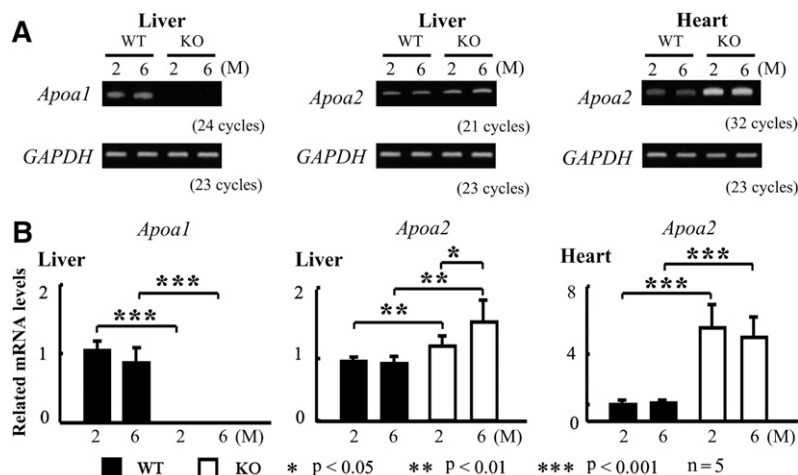 A
Liver
WT KO
2 6 2 6 (M)
Apoa1
(24 cycles)
GAPDH
(23 cycles)
Liver
WT KO
2 6 2 6 (M)
Apoa2
(21 cycles)
GAPDH
(23 cycles)
Heart
WT KO
2 6 2 6 (M)
Apoa2
(32 cycles)
GAPDH
(23 cycles)
B
Related mRNA levels
Apoa1
Liver
2
1
0
***
***
2 6 2 6 (M)
Apoa2
Liver
2
1
0
*
**
**
2 6 2 6 (M)
Apoa2
Heart
8
4
0
***
***
2 6 2 6 (M)
WT KO * p < 0.05 ** p < 0.01 *** p < 0.001 n = 5